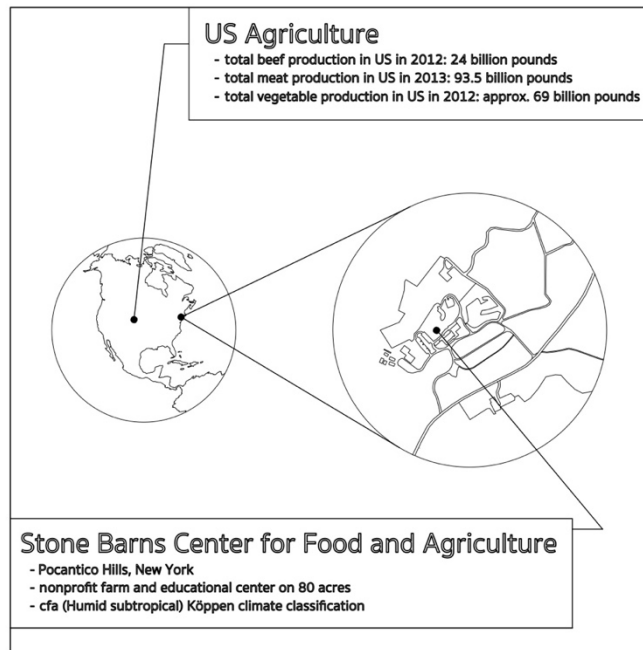 US Agriculture
- total beef production in US in 2012: 24 billion pounds
- total meat production in US in 2013: 93.5 billion pounds
- total vegetable production in US in 2012: approx. 69 billion pounds
Stone Barns Center for Food and Agriculture
- Pocantico Hills, New York
- nonprofit farm and educational center on 80 acres
- cfa (Humid subtropical) Köppen climate classification